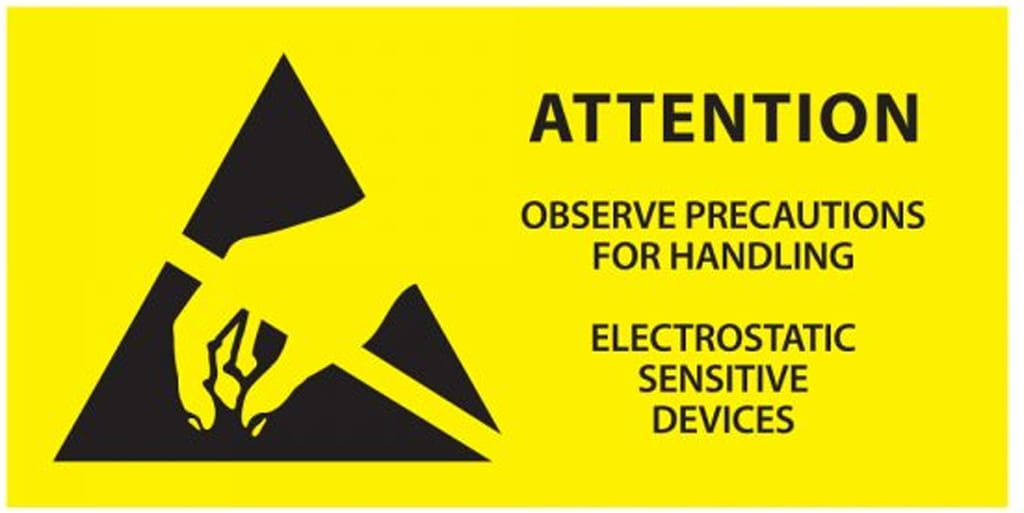 ATTENTION
OBSERVE PRECAUTIONS
FOR HANDLING
ELECTROSTATIC
SENSITIVE
DEVICES